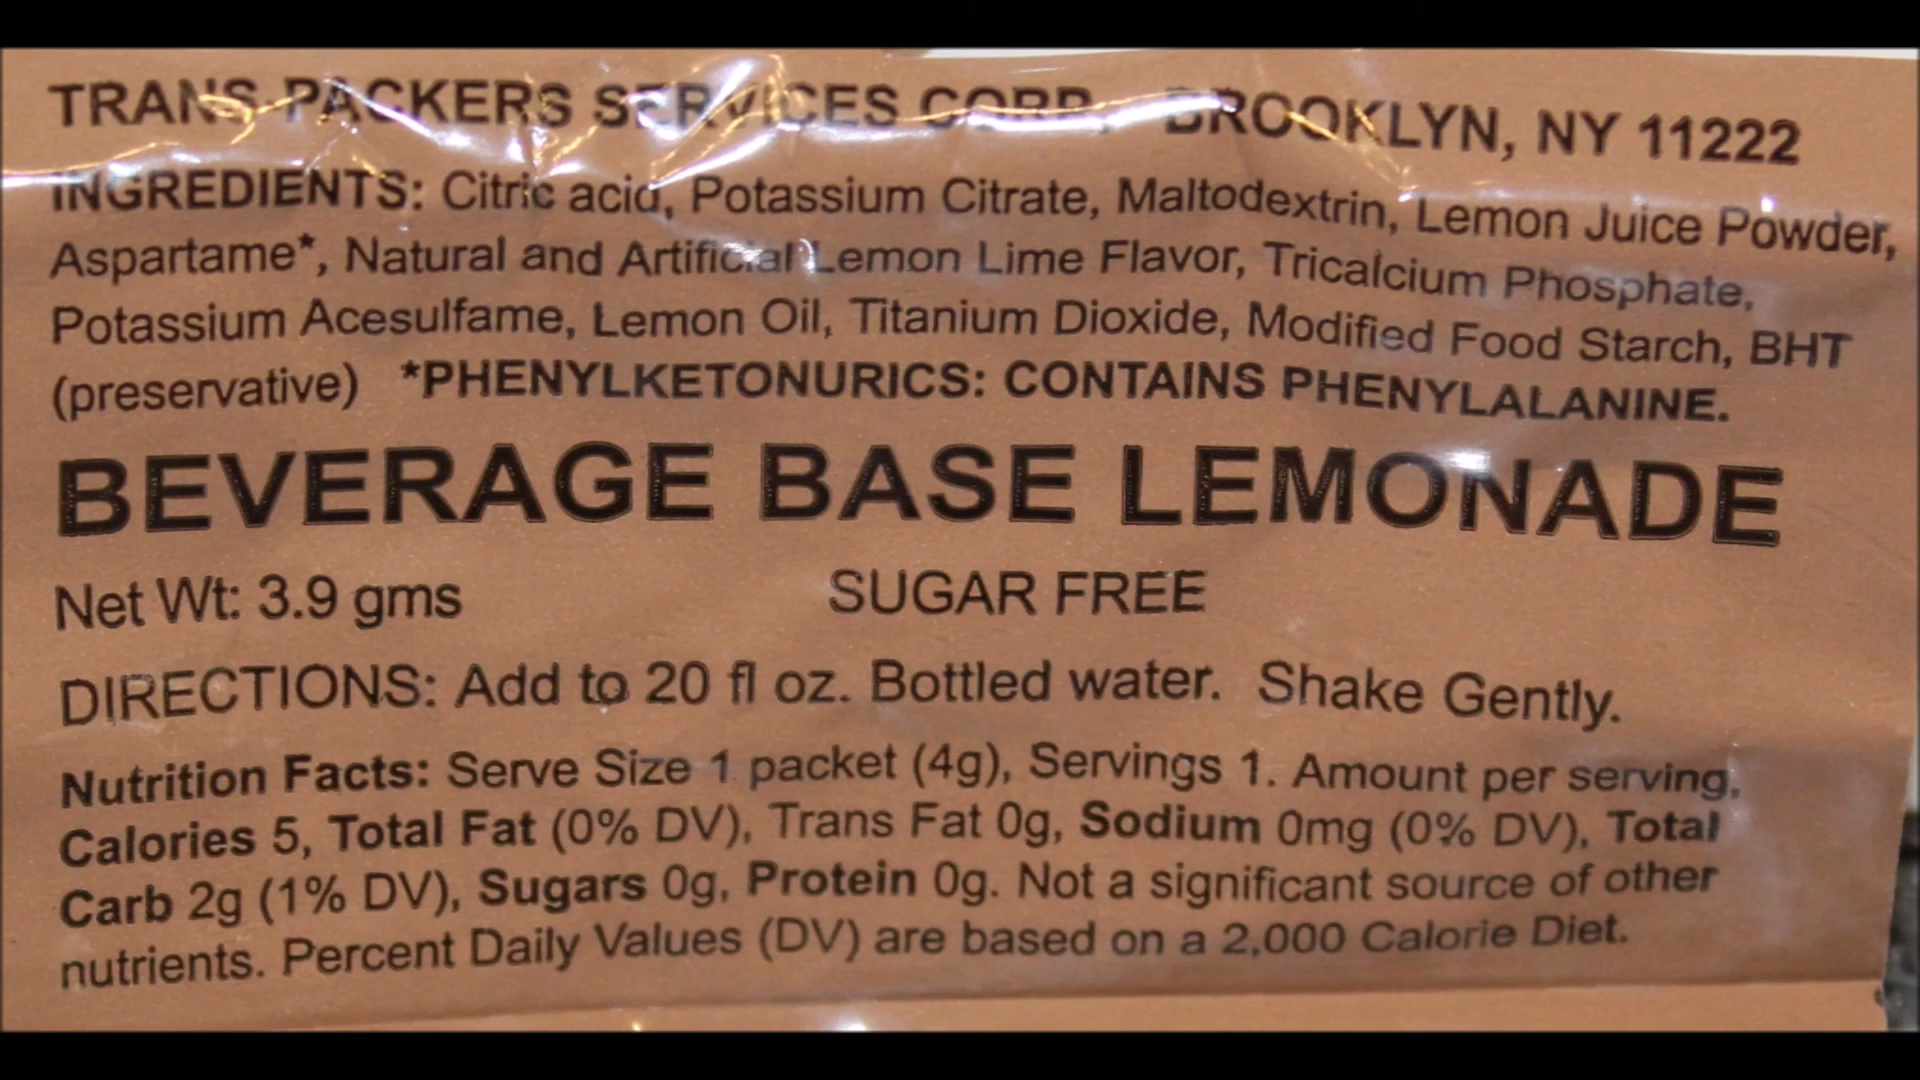 TRANS-PACKERS SERVICES CORP, BROOKLYN, NY 11222
INGREDIENTS: Citric acid, Potassium Citrate, Maltodextrin, Lemon Juice Powder,
Aspartame*, Natural and Artificial Lemon Lime Flavor, Tricalcium Phosphate,
Potassium Acesulfame, Lemon Oil, Titanium Dioxide, Modified Food Starch, BHT
(preservative) *PHENYLKETONURICS: CONTAINS PHENYLALANINE.
BEVERAGE BASE LEMONADE
Net Wt: 3.9 gms SUGAR FREE
DIRECTIONS: Add to 20 fl oz. Bottled water. Shake Gently.
Nutrition Facts: Serve Size 1 packet (4g), Servings 1. Amount per serving,
Calories 5, Total Fat (0% DV), Trans Fat 0g, Sodium 0mg (0% DV), Total
Carb 2g (1% DV), Sugars 0g, Protein 0g. Not a significant source of other
nutrients. Percent Daily Values (DV) are based on a 2,000 Calorie Diet.